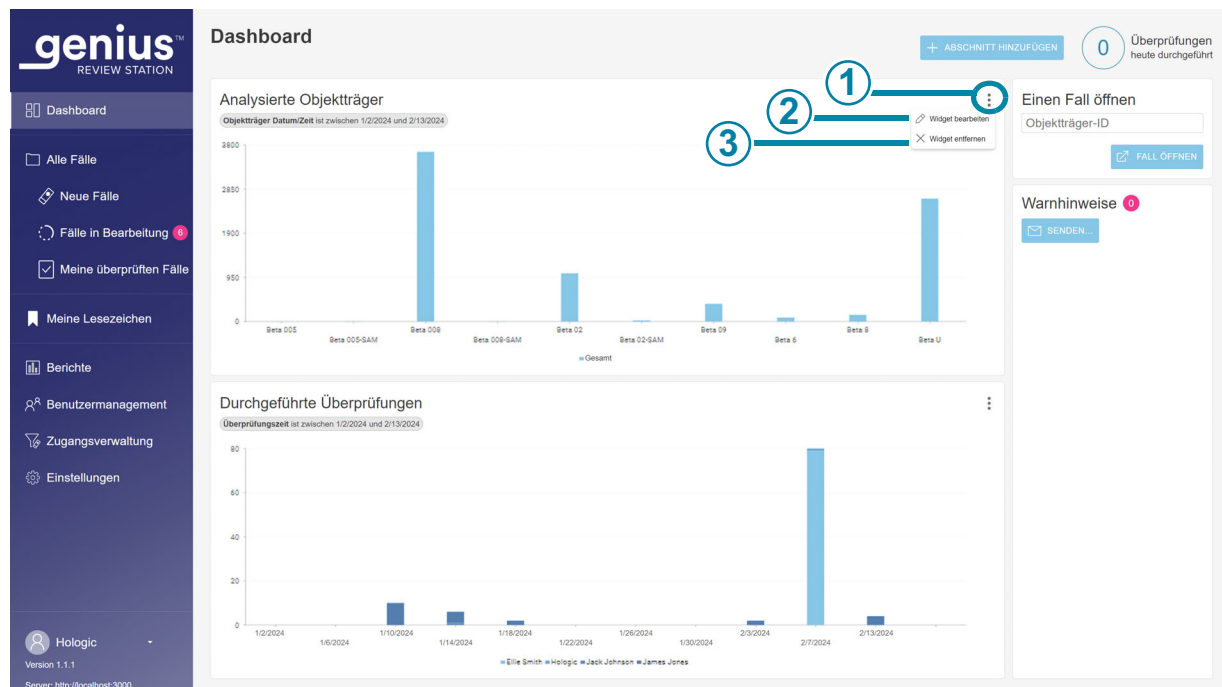 genius™
REVIEW STATION
Dashboard
Alle Fälle
Neue Fälle
Fälle in Bearbeitung 6
Meine überprüften Fälle
Meine Lesezeichen
Berichte
Benutzermanagement
Zugangsverwaltung
Einstellungen
Hologic
Version 1.1.1
Server: http://localhost:3000
Dashboard
+ ABSCHNITT HINZUFÜGEN
0 Überprüfungen
heute durchgeführt
Analysierte Objektträger
Objektträger Datum/Zeit ist zwischen 1/2/2024 und 2/13/2024
1
2
3
Widget bearbeiten
Widget entfernen
3800
2850
1900
950
0
Beta 005 Beta 008 Beta 02 Beta 09 Beta 8
Beta 005-SAM Beta 008-SAM Beta 02-SAM Beta 6 Beta U
Gesamt
Durchgeführte Überprüfungen
Überprüfungszeit ist zwischen 1/2/2024 und 2/13/2024
80
60
40
20
0
1/2/2024 1/10/2024 1/18/2024 1/26/2024 2/3/2024 2/13/2024
1/6/2024 1/14/2024 1/22/2024 1/30/2024 2/7/2024
Ellie Smith Hologic Jack Johnson James Jones
Einen Fall öffnen
Objektträger-ID
FALL ÖFFNEN
Warnhinweise 0
SENDEN...